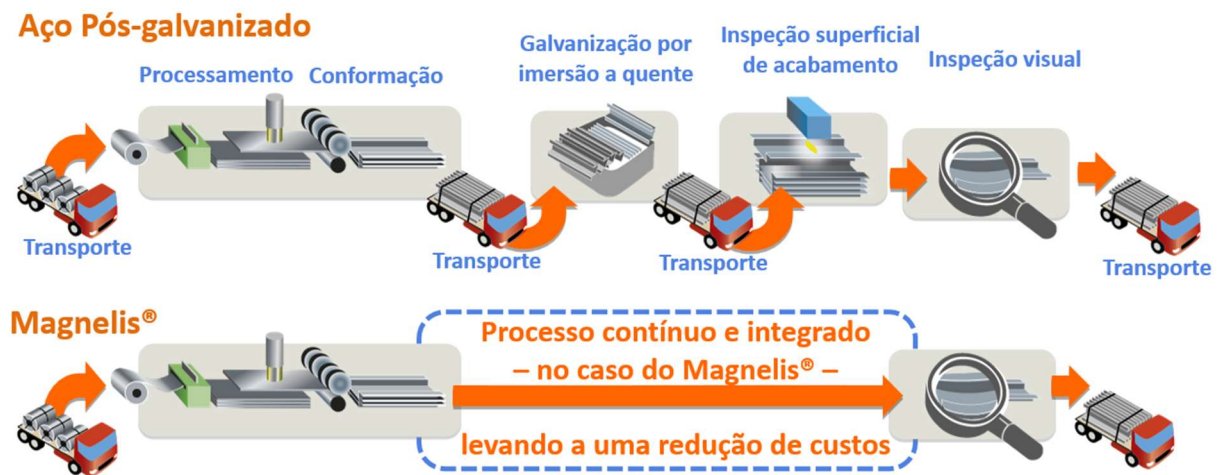 Aço Pós-galvanizado
Processamento
Conformação
Galvanização por
imersão a quente
Inspeção superficial
de acabamento
Inspeção visual
Transporte
Transporte
Transporte
Transporte
Magnelis®
Processo contínuo e integrado
– no caso do Magnelis® –
levando a uma redução de custos